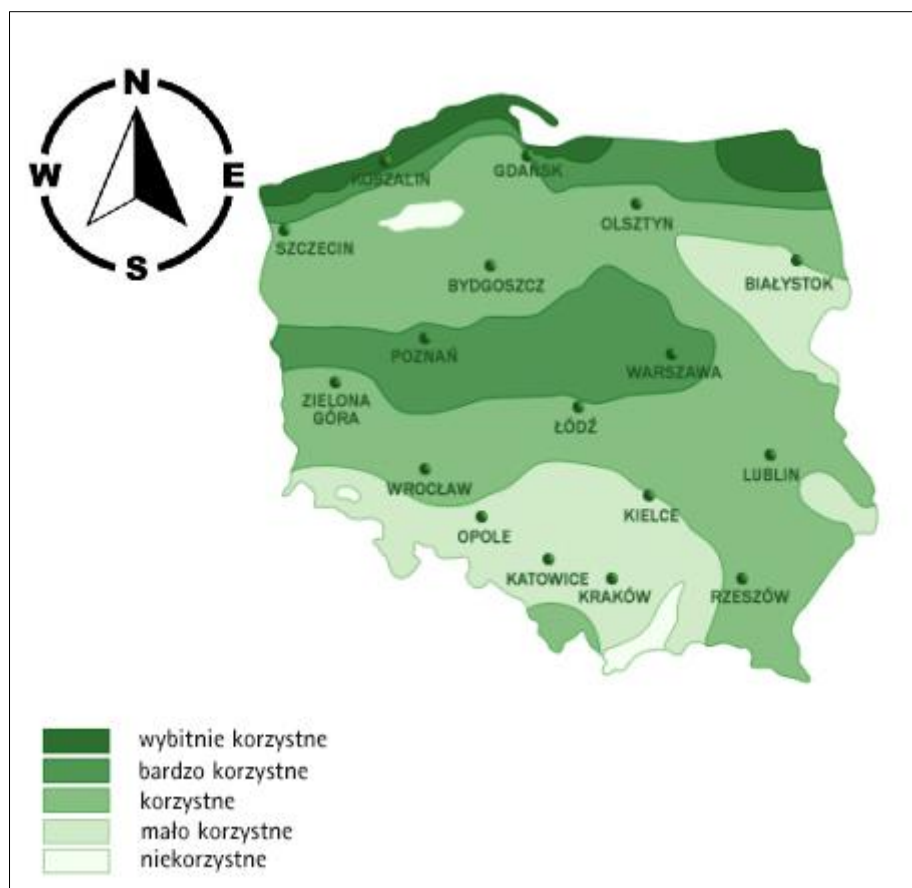 N
W E
S
KOSZALIN
GDAŃSK
OLSZTYN
SZCZECIN
BYDGOSZCZ
BIAŁYSTOK
POZNAŃ
WARSZAWA
ZIELONA
GÓRA
ŁÓDŹ
WROCŁAW
LUBLIN
KIELCE
OPOLE
KATOWICE
KRAKÓW
RZESZÓW
wybitnie korzystne
bardzo korzystne
korzystne
mało korzystne
niekorzystne